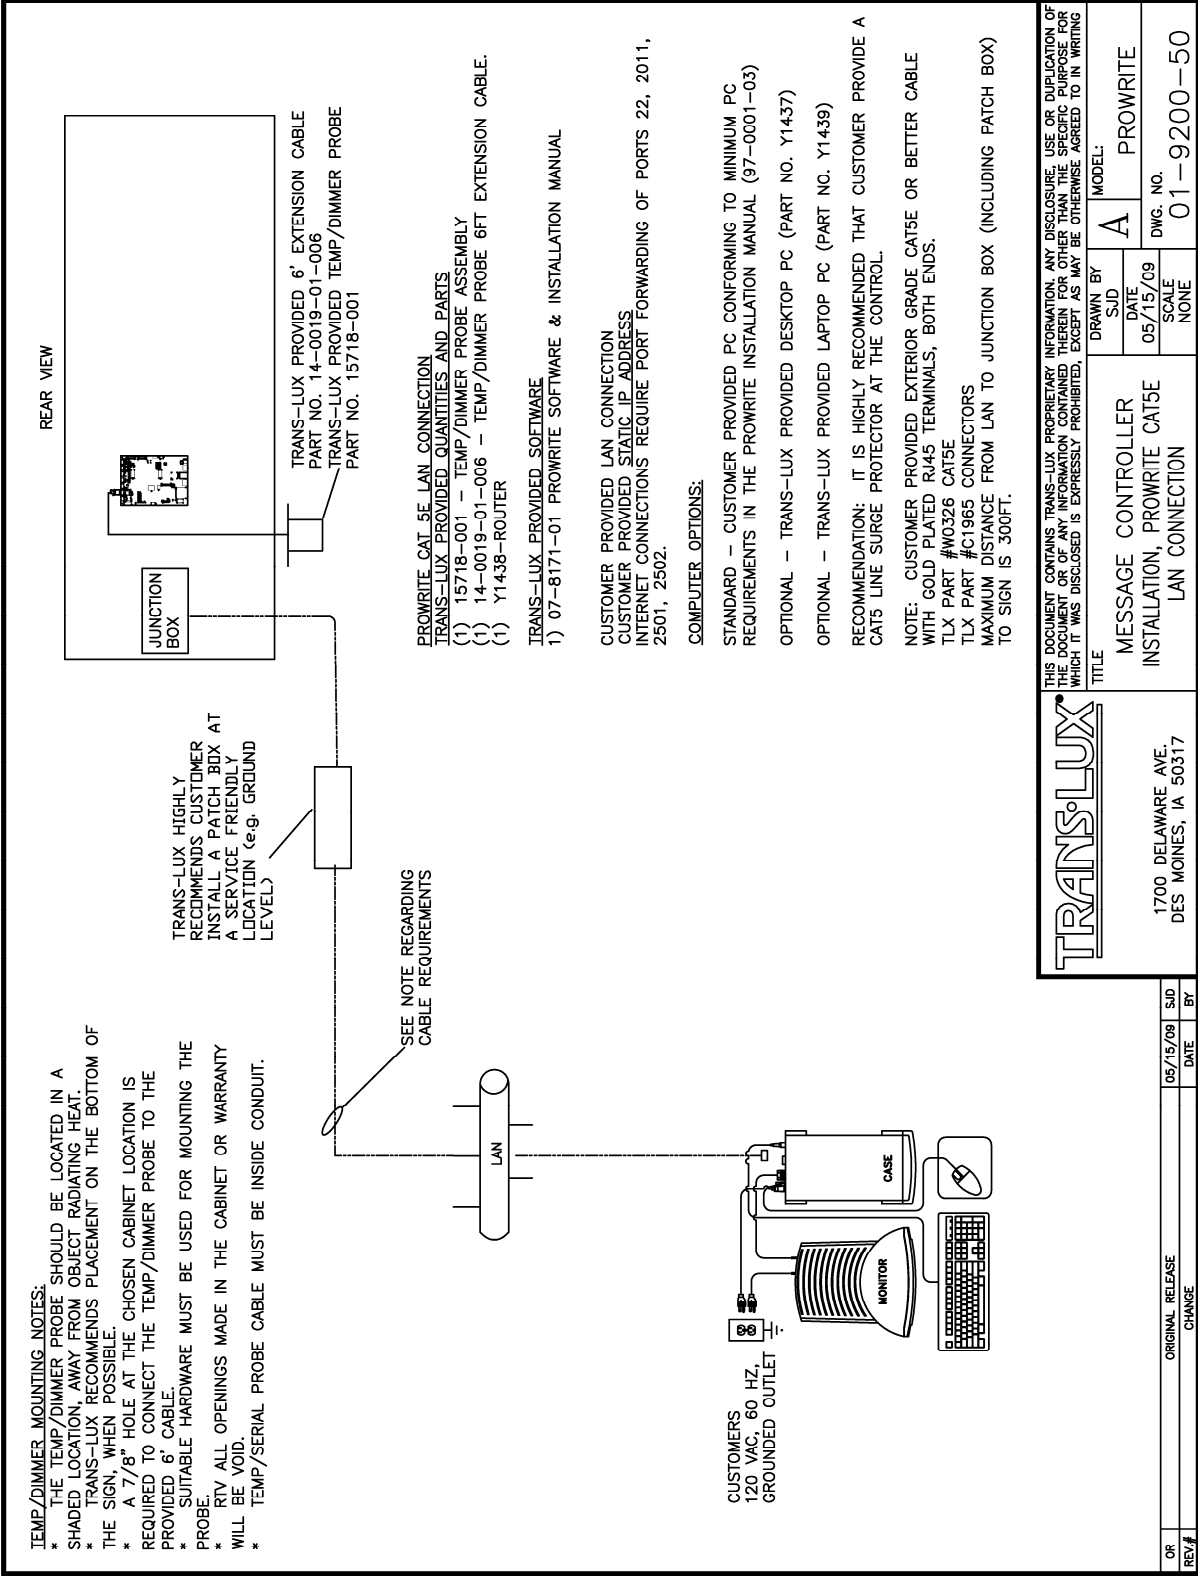 TEMP/DIMMER MOUNTING NOTES:
* THE TEMP/DIMMER PROBE SHOULD BE LOCATED IN A
SHADED LOCATION, AWAY FROM OBJECT RADIATING HEAT.
* TRANS-LUX RECOMMENDS PLACEMENT ON THE BOTTOM OF
THE SIGN, WHEN POSSIBLE.
* A 7/8" HOLE AT THE CHOSEN CABINET LOCATION IS
REQUIRED TO CONNECT THE TEMP/DIMMER PROBE TO THE
PROVIDED 6' CABLE.
* SUITABLE HARDWARE MUST BE USED FOR MOUNTING THE
PROBE.
* RTV ALL OPENINGS MADE IN THE CABINET OR WARRANTY
WILL BE VOID.
* TEMP/SERIAL PROBE CABLE MUST BE INSIDE CONDUIT.
TRANS-LUX HIGHLY
RECOMMENDS CUSTOMER
INSTALL A PATCH BOX AT
A SERVICE FRIENDLY
LOCATION (e.g. GROUND
LEVEL)
REAR VIEW
JUNCTION
BOX
TRANS-LUX PROVIDED 6' EXTENSION CABLE
PART NO. 14-0019-01-006
TRANS-LUX PROVIDED TEMP/DIMMER PROBE
PART NO. 15718-001
SEE NOTE REGARDING
CABLE REQUIREMENTS
LAN
CASE
MONITOR
CUSTOMERS
120 VAC, 60 HZ,
GROUNDED OUTLET
PROWRITE CAT 5E LAN CONNECTION
TRANS-LUX PROVIDED QUANTITIES AND PARTS
(1) 15718-001 - TEMP/DIMMER PROBE ASSEMBLY
(1) 14-0019-01-006 - TEMP/DIMMER PROBE 6FT EXTENSION CABLE.
(1) Y1438-ROUTER
TRANS-LUX PROVIDED SOFTWARE
1) 07-8171-01 PROWRITE SOFTWARE & INSTALLATION MANUAL
CUSTOMER PROVIDED LAN CONNECTION
CUSTOMER PROVIDED STATIC IP ADDRESS
INTERNET CONNECTIONS REQUIRE PORT FORWARDING OF PORTS 22, 2011,
2501, 2502.
COMPUTER OPTIONS:
STANDARD - CUSTOMER PROVIDED PC CONFORMING TO MINIMUM PC
REQUIREMENTS IN THE PROWRITE INSTALLATION MANUAL (97-0001-03)
OPTIONAL - TRANS-LUX PROVIDED DESKTOP PC (PART NO. Y1437)
OPTIONAL - TRANS-LUX PROVIDED LAPTOP PC (PART NO. Y1439)
RECOMMENDATION: IT IS HIGHLY RECOMMENDED THAT CUSTOMER PROVIDE A
CAT5 LINE SURGE PROTECTOR AT THE CONTROL.
NOTE: CUSTOMER PROVIDED EXTERIOR GRADE CAT5E OR BETTER CABLE
WITH GOLD PLATED RJ45 TERMINALS, BOTH ENDS.
TLX PART #W0326 CAT5E
TLX PART #C1965 CONNECTORS
MAXIMUM DISTANCE FROM LAN TO JUNCTION BOX (INCLUDING PATCH BOX)
TO SIGN IS 300FT.
THIS DOCUMENT CONTAINS TRANS-LUX PROPRIETARY INFORMATION. ANY DISCLOSURE, USE OR DUPLICATION OF
THE DOCUMENT OR OF ANY INFORMATION CONTAINED THEREIN FOR OTHER THAN THE SPECIFIC PURPOSE FOR
WHICH IT WAS DISCLOSED IS EXPRESSLY PROHIBITED, EXCEPT AS MAY BE OTHERWISE AGREED TO IN WRITING
TRANS·LUX
1700 DELAWARE AVE.
DES MOINES, IA 50317
TITLE
MESSAGE CONTROLLER
INSTALLATION, PROWRITE CAT5E
LAN CONNECTION
DRAWN BY
SJD
DATE
05/15/09
SCALE
NONE
A
MODEL:
PROWRITE
DWG. NO.
01-9200-50
OR ORIGINAL RELEASE 05/15/09 SJD
REV.# CHANGE DATE BY